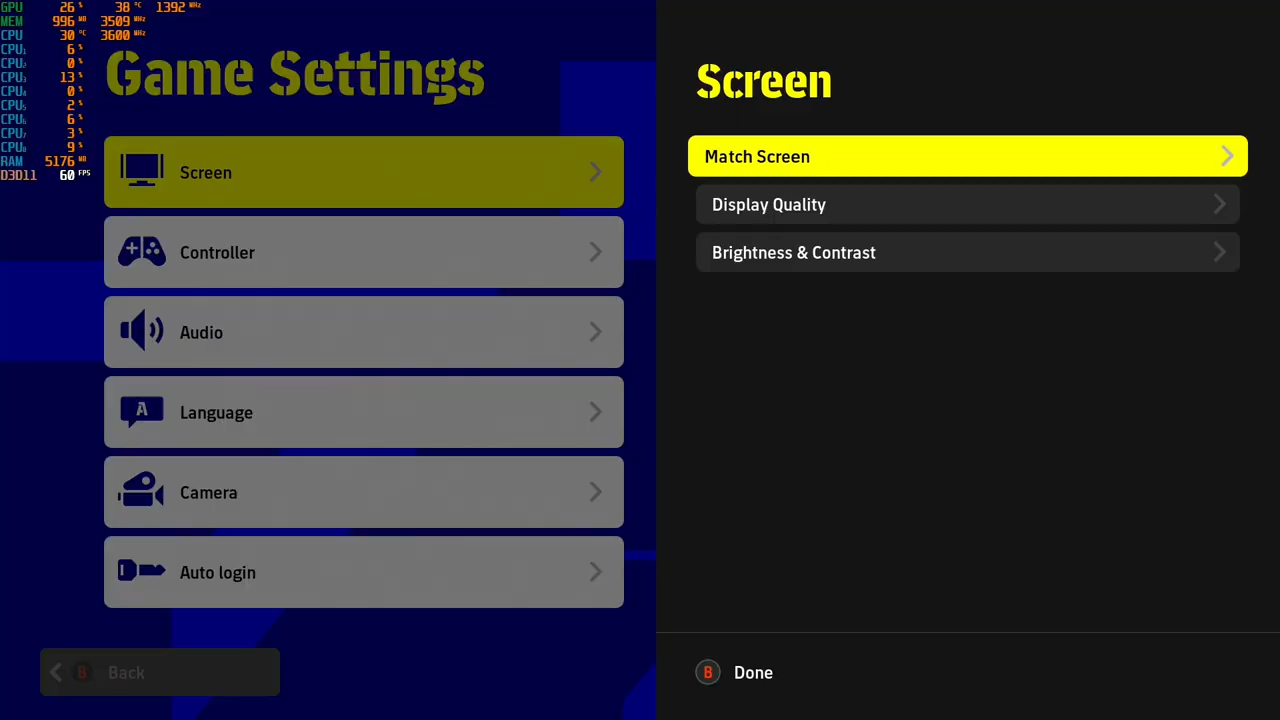 GPU 26 % 38 °C 1392 MHz
MEM 996 MB 3509 MHz
CPU 30 °C 3600 MHz
CPU1 6 %
CPU2 0 %
CPU3 13 %
CPU4 0 %
CPU5 2 %
CPU6 6 %
CPU7 3 %
CPU8 9 %
RAM 5176 MB
D3D11 60 FPS
Game Settings
Screen
Controller
Audio
A
Language
Camera
Auto login
B Back
Screen
Match Screen
Display Quality
Brightness & Contrast
B Done